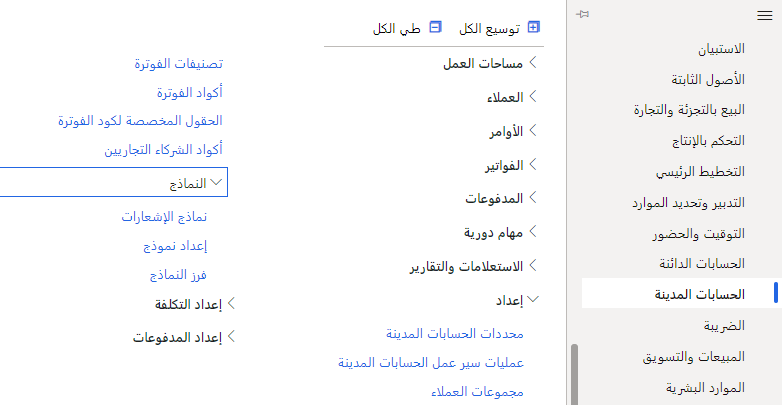 الاستبيان
الأصول الثابتة
البيع بالتجزئة والتجارة
التحكم بالإنتاج
التخطيط الرئيسي
التدبير وتحديد الموارد
التوقيت والحضور
الحسابات الدائنة
الحسابات المدينة
الضريبة
المبيعات والتسويق
الموارد البشرية
توسيع الكل
طي الكل
مساحات العمل
العملاء
الأوامر
الفواتير
المدفوعات
مهام دورية
الاستعلامات والتقارير
إعداد
محددات الحسابات المدينة
عمليات سير عمل الحسابات المدينة
مجموعات العملاء
تصنيفات الفوترة
أكواد الفوترة
الحقول المخصصة لكود الفوترة
أكواد الشركاء التجاريين
النماذج
نماذج الإشعارات
إعداد نموذج
فرز النماذج
إعداد التكلفة
إعداد المدفوعات